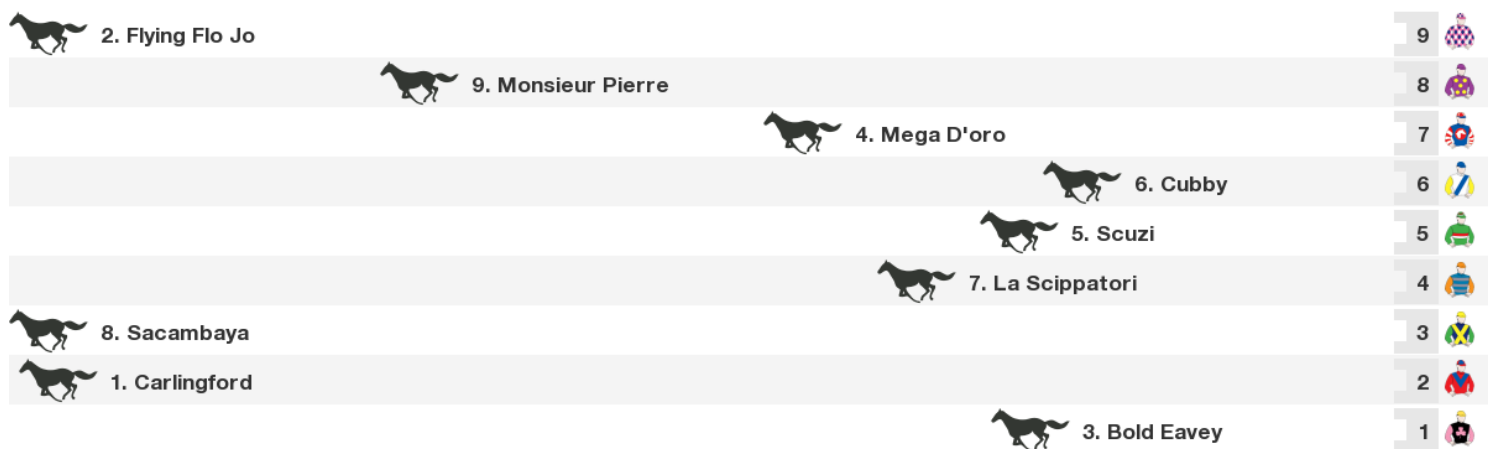 2. Flying Flo Jo 9
9. Monsieur Pierre 8
4. Mega D'oro 7
6. Cubby 6
5. Scuzi 5
7. La Scippatori 4
8. Sacambaya 3
1. Carlingford 2
3. Bold Eavey 1